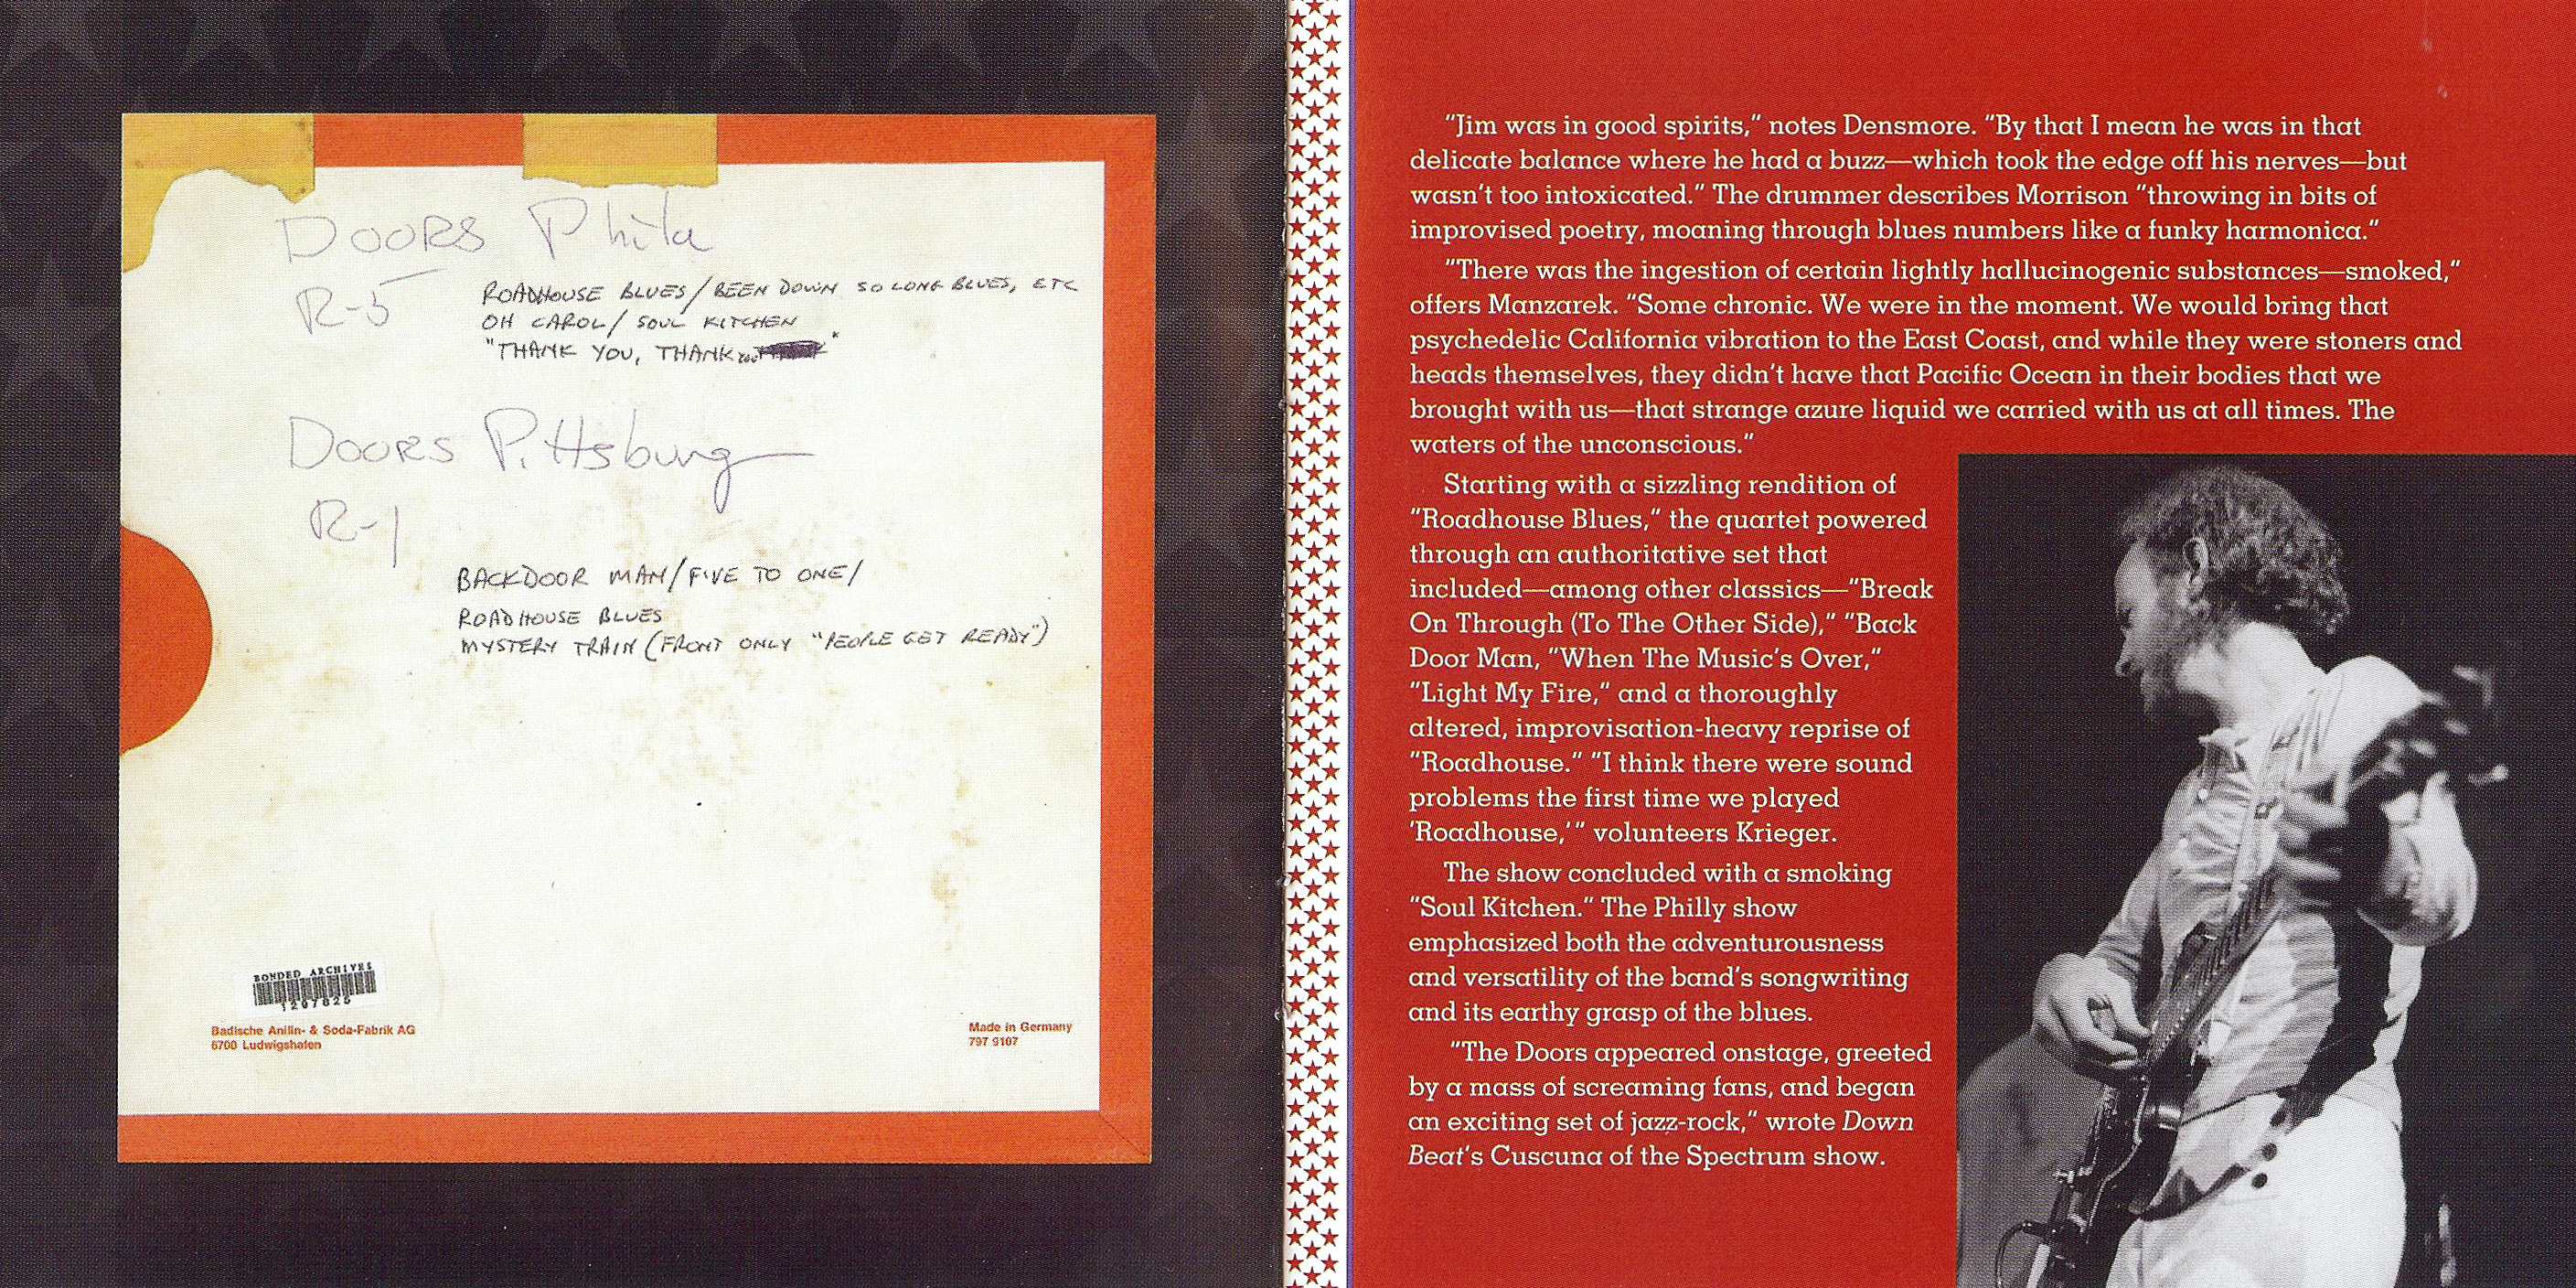 DOORS Phila
R-5
ROADHOUSE BLUES/BEEN DOWN SO LONG BLUES, ETC
OH CAROL/ SOUL KITCHEN
"THANK YOU, THANK YOU"
DOORS Pittsburg
R-1
BACKDOOR MAN/FIVE TO ONE/
ROADHOUSE BLUES
MYSTERY TRAIN (FRONT ONLY "PEOPLE GET READY")
BONDED ARCHIVES
1297825
Badische Anilin- & Soda-Fabrik AG
6700 Ludwigshafen
Made in Germany
797 9107
"Jim was in good spirits," notes Densmore. "By that I mean he was in that
delicate balance where he had a buzz—which took the edge off his nerves—but
wasn't too intoxicated." The drummer describes Morrison "throwing in bits of
improvised poetry, moaning through blues numbers like a funky harmonica."
"There was the ingestion of certain lightly hallucinogenic substances—smoked,"
offers Manzarek. "Some chronic. We were in the moment. We would bring that
psychedelic California vibration to the East Coast, and while they were stoners and
heads themselves, they didn't have that Pacific Ocean in their bodies that we
brought with us—that strange azure liquid we carried with us at all times. The
waters of the unconscious."
Starting with a sizzling rendition of
"Roadhouse Blues," the quartet powered
through an authoritative set that
included—among other classics—"Break
On Through (To The Other Side)," "Back
Door Man, "When The Music's Over,"
"Light My Fire," and a thoroughly
altered, improvisation-heavy reprise of
"Roadhouse." "I think there were sound
problems the first time we played
'Roadhouse,'" volunteers Krieger.
The show concluded with a smoking
"Soul Kitchen." The Philly show
emphasized both the adventurousness
and versatility of the band's songwriting
and its earthy grasp of the blues.
"The Doors appeared onstage, greeted
by a mass of screaming fans, and began
an exciting set of jazz-rock," wrote Down
Beat's Cuscuna of the Spectrum show.